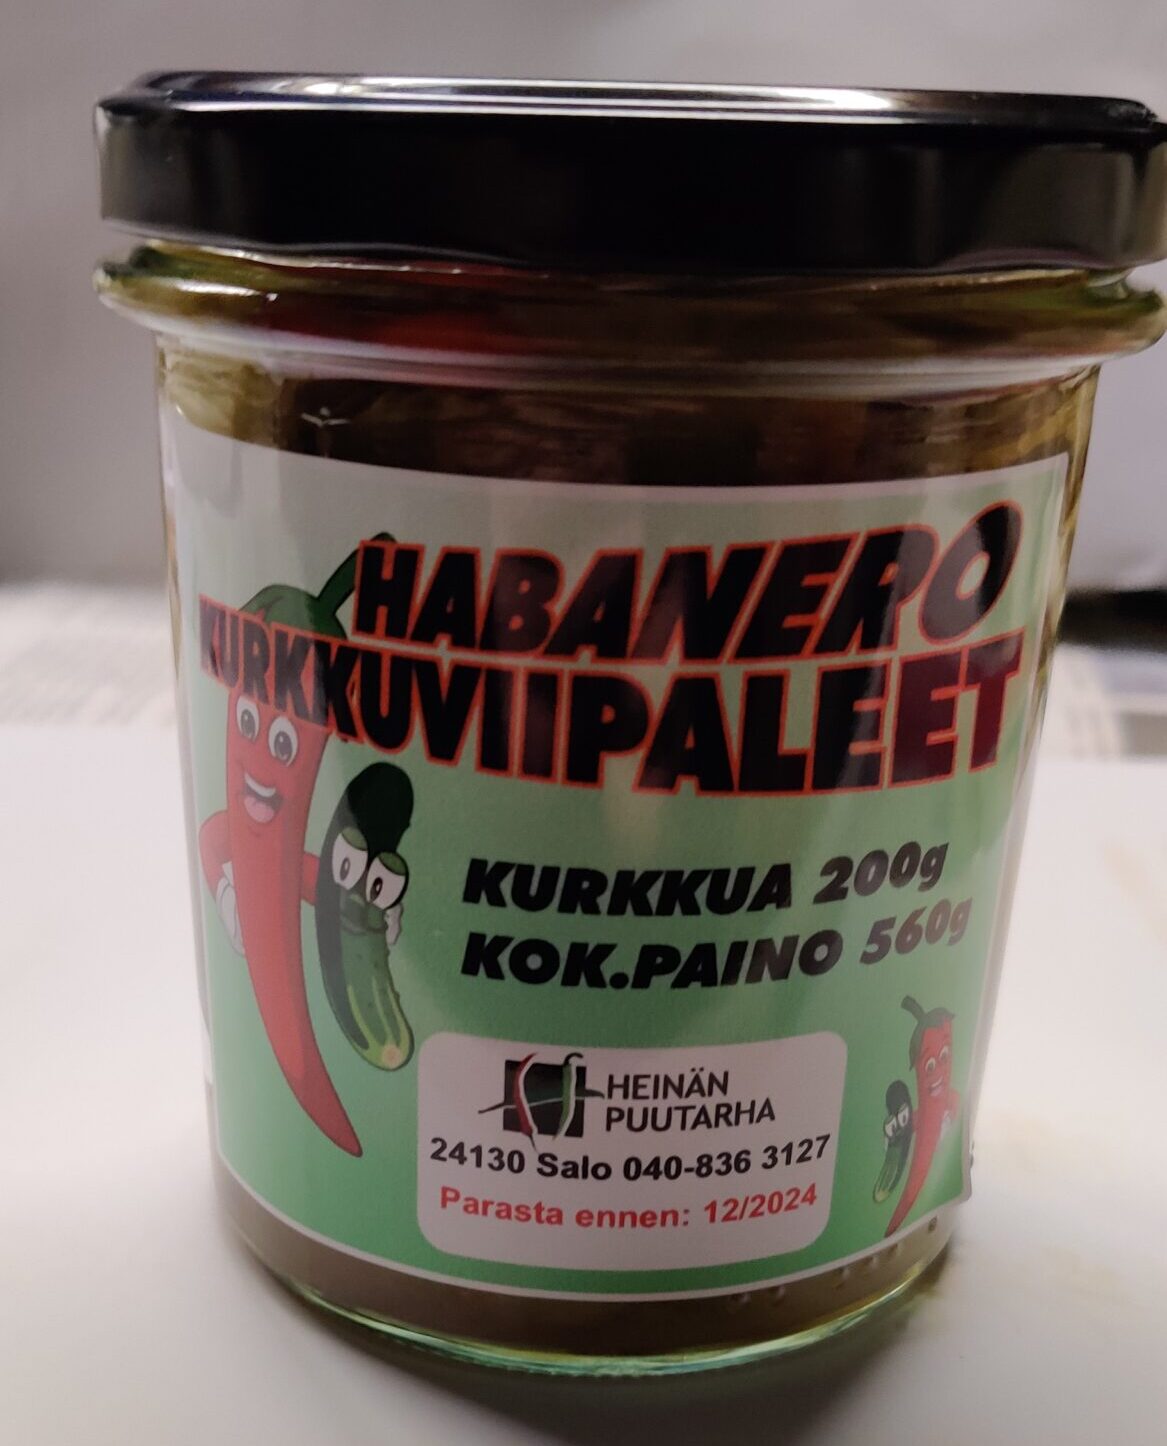 HABANERO
KURKKUVIIPALEET
KURKKUA 200g
KOK.PAINO 560g
HEINÄN
PUUTARHA
24130 Salo 040-836 3127
Parasta ennen: 12/2024